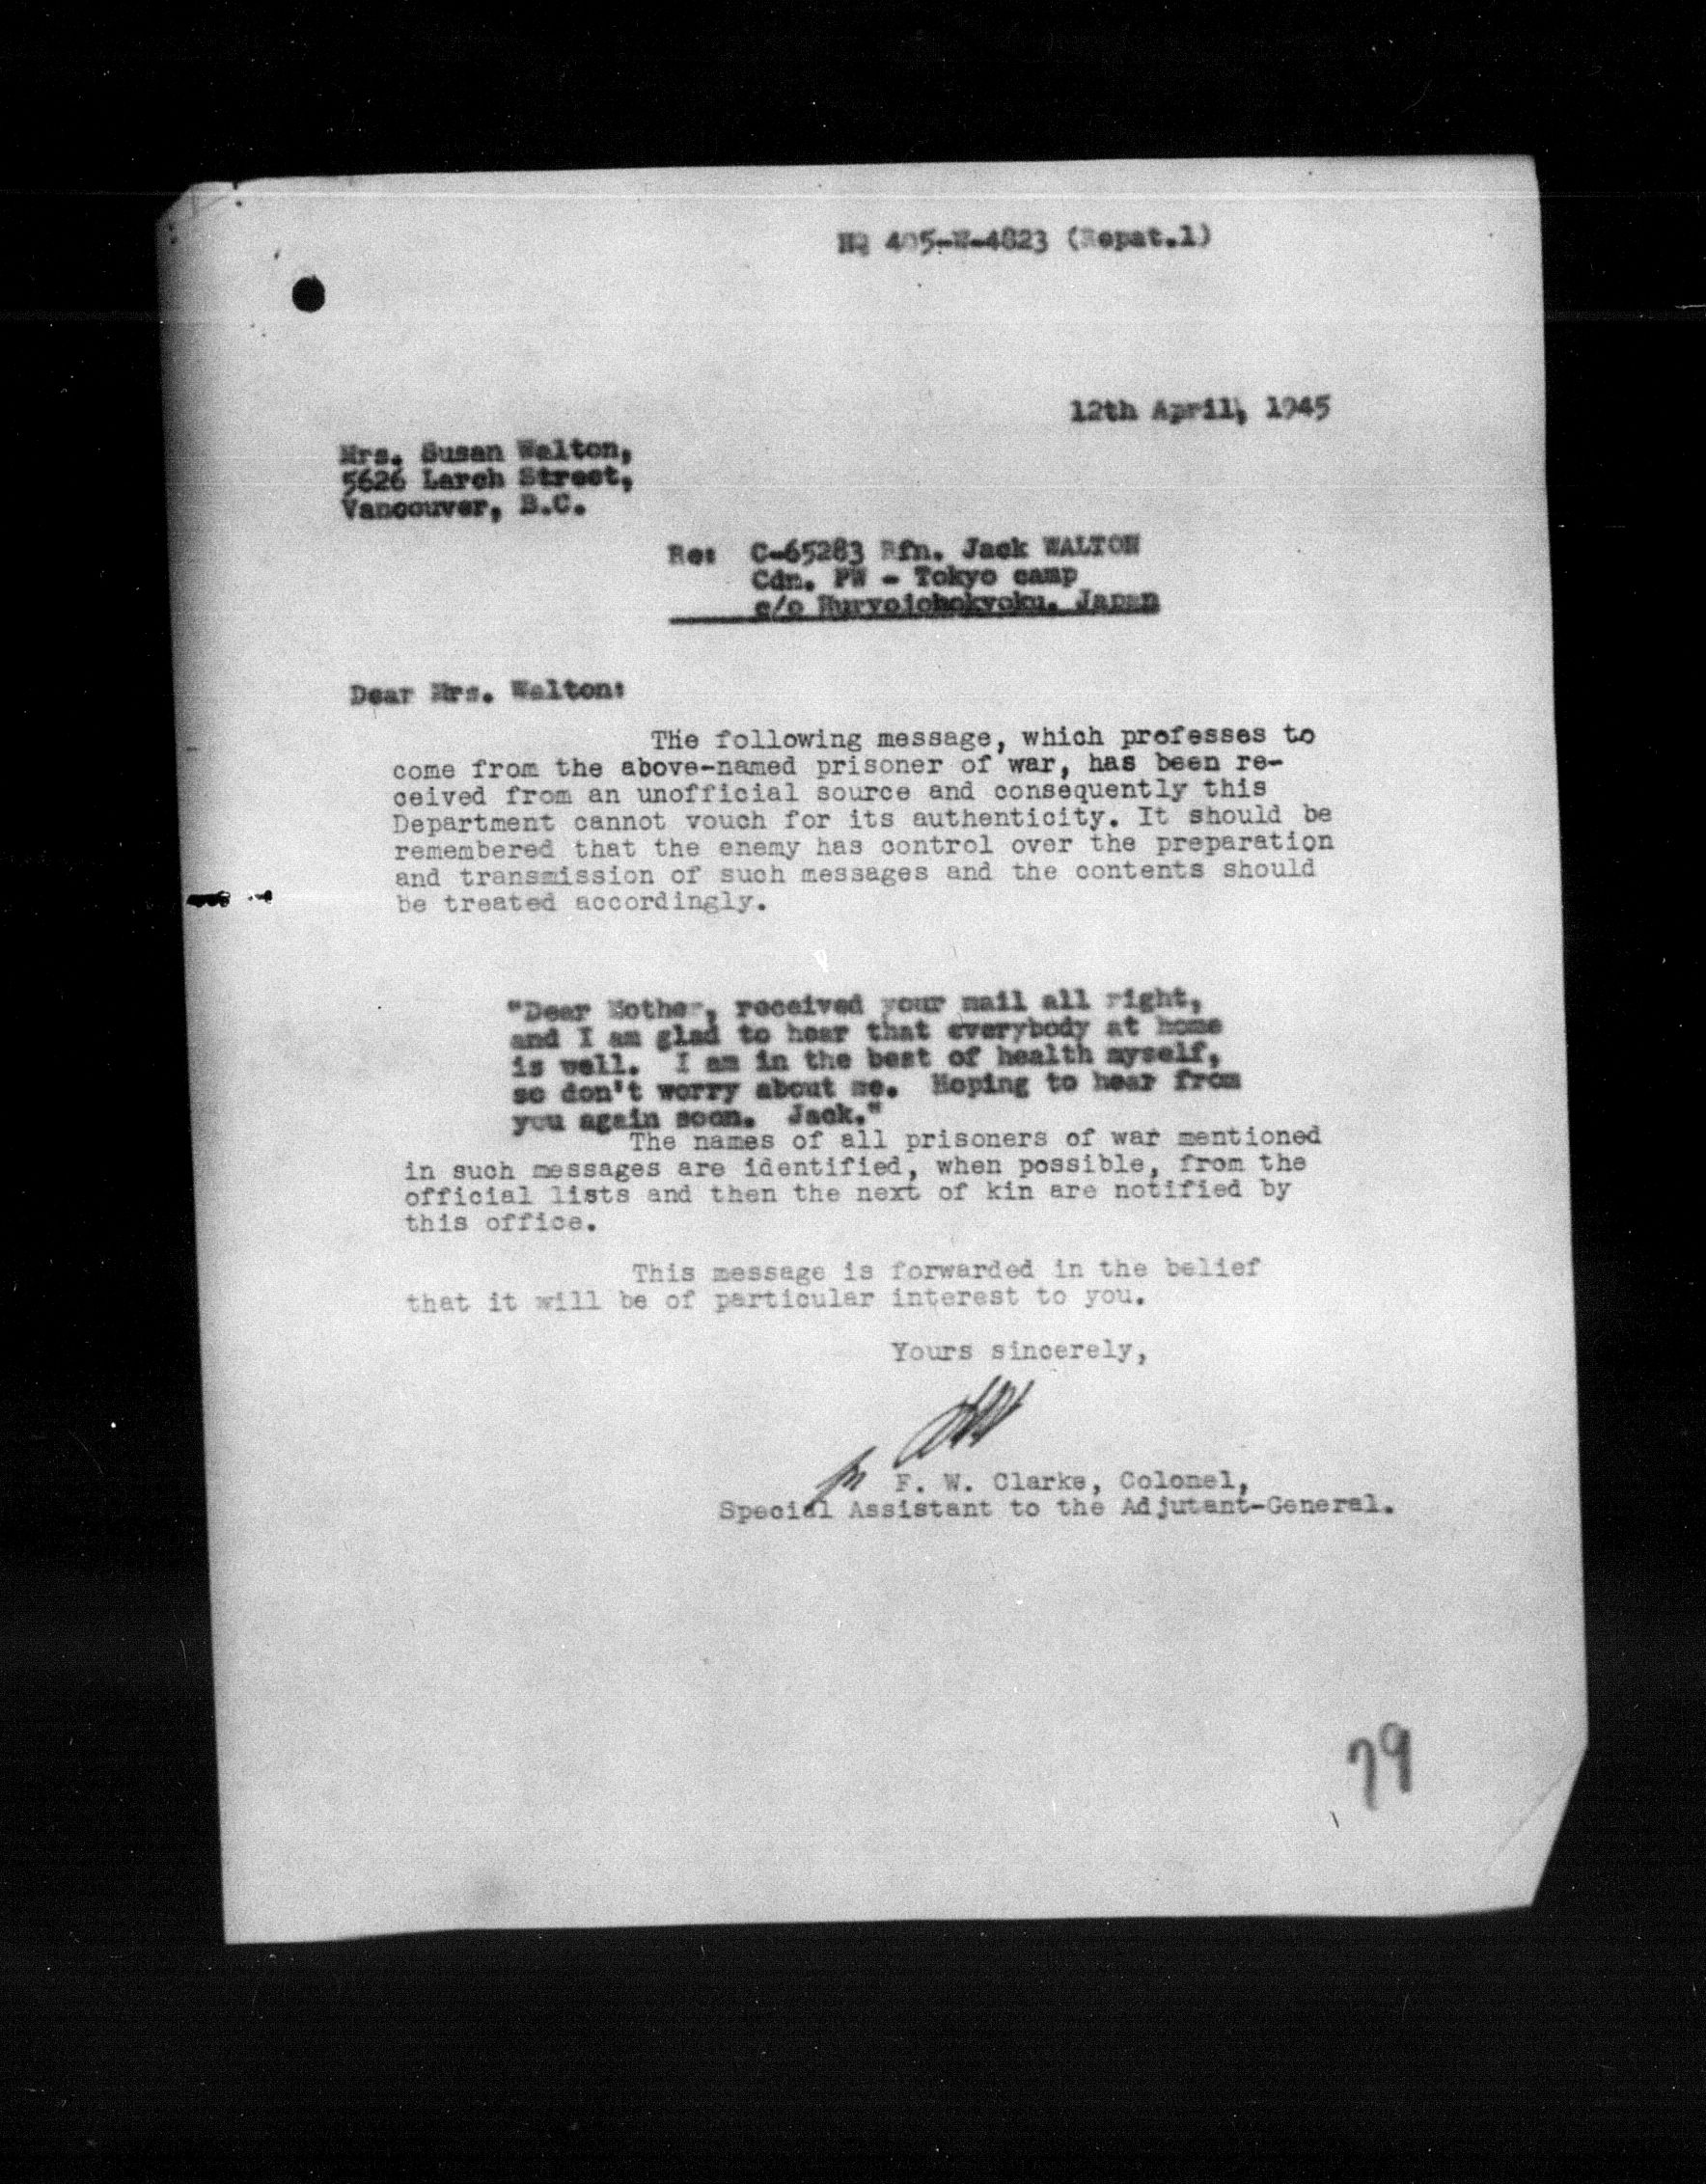 HQ 405-W-4823 (Repat.1)
12th April, 1945
Mrs. Susan Walton,
5626 Larch Street,
Vancouver, B.C.
Re: C-65283 Rfn. Jack WALTON
Cdn. PW - Tokyo camp
c/o Huryojohokyoku, Japan
Dear Mrs. Walton:
The following message, which professes to
come from the above-named prisoner of war, has been re-
ceived from an unofficial source and consequently this
Department cannot vouch for its authenticity. It should be
remembered that the enemy has control over the preparation
and transmission of such messages and the contents should
be treated accordingly.
"Dear Mother, received your mail all right,
and I am glad to hear that everybody at home
is well. I am in the best of health myself,
so don't worry about me. Hoping to hear from
you again soon. Jack."
The names of all prisoners of war mentioned
in such messages are identified, when possible, from the
official lists and then the next of kin are notified by
this office.
This message is forwarded in the belief
that it will be of particular interest to you.
Yours sincerely,
for F. W. Clarke, Colonel,
Special Assistant to the Adjutant-General.
79